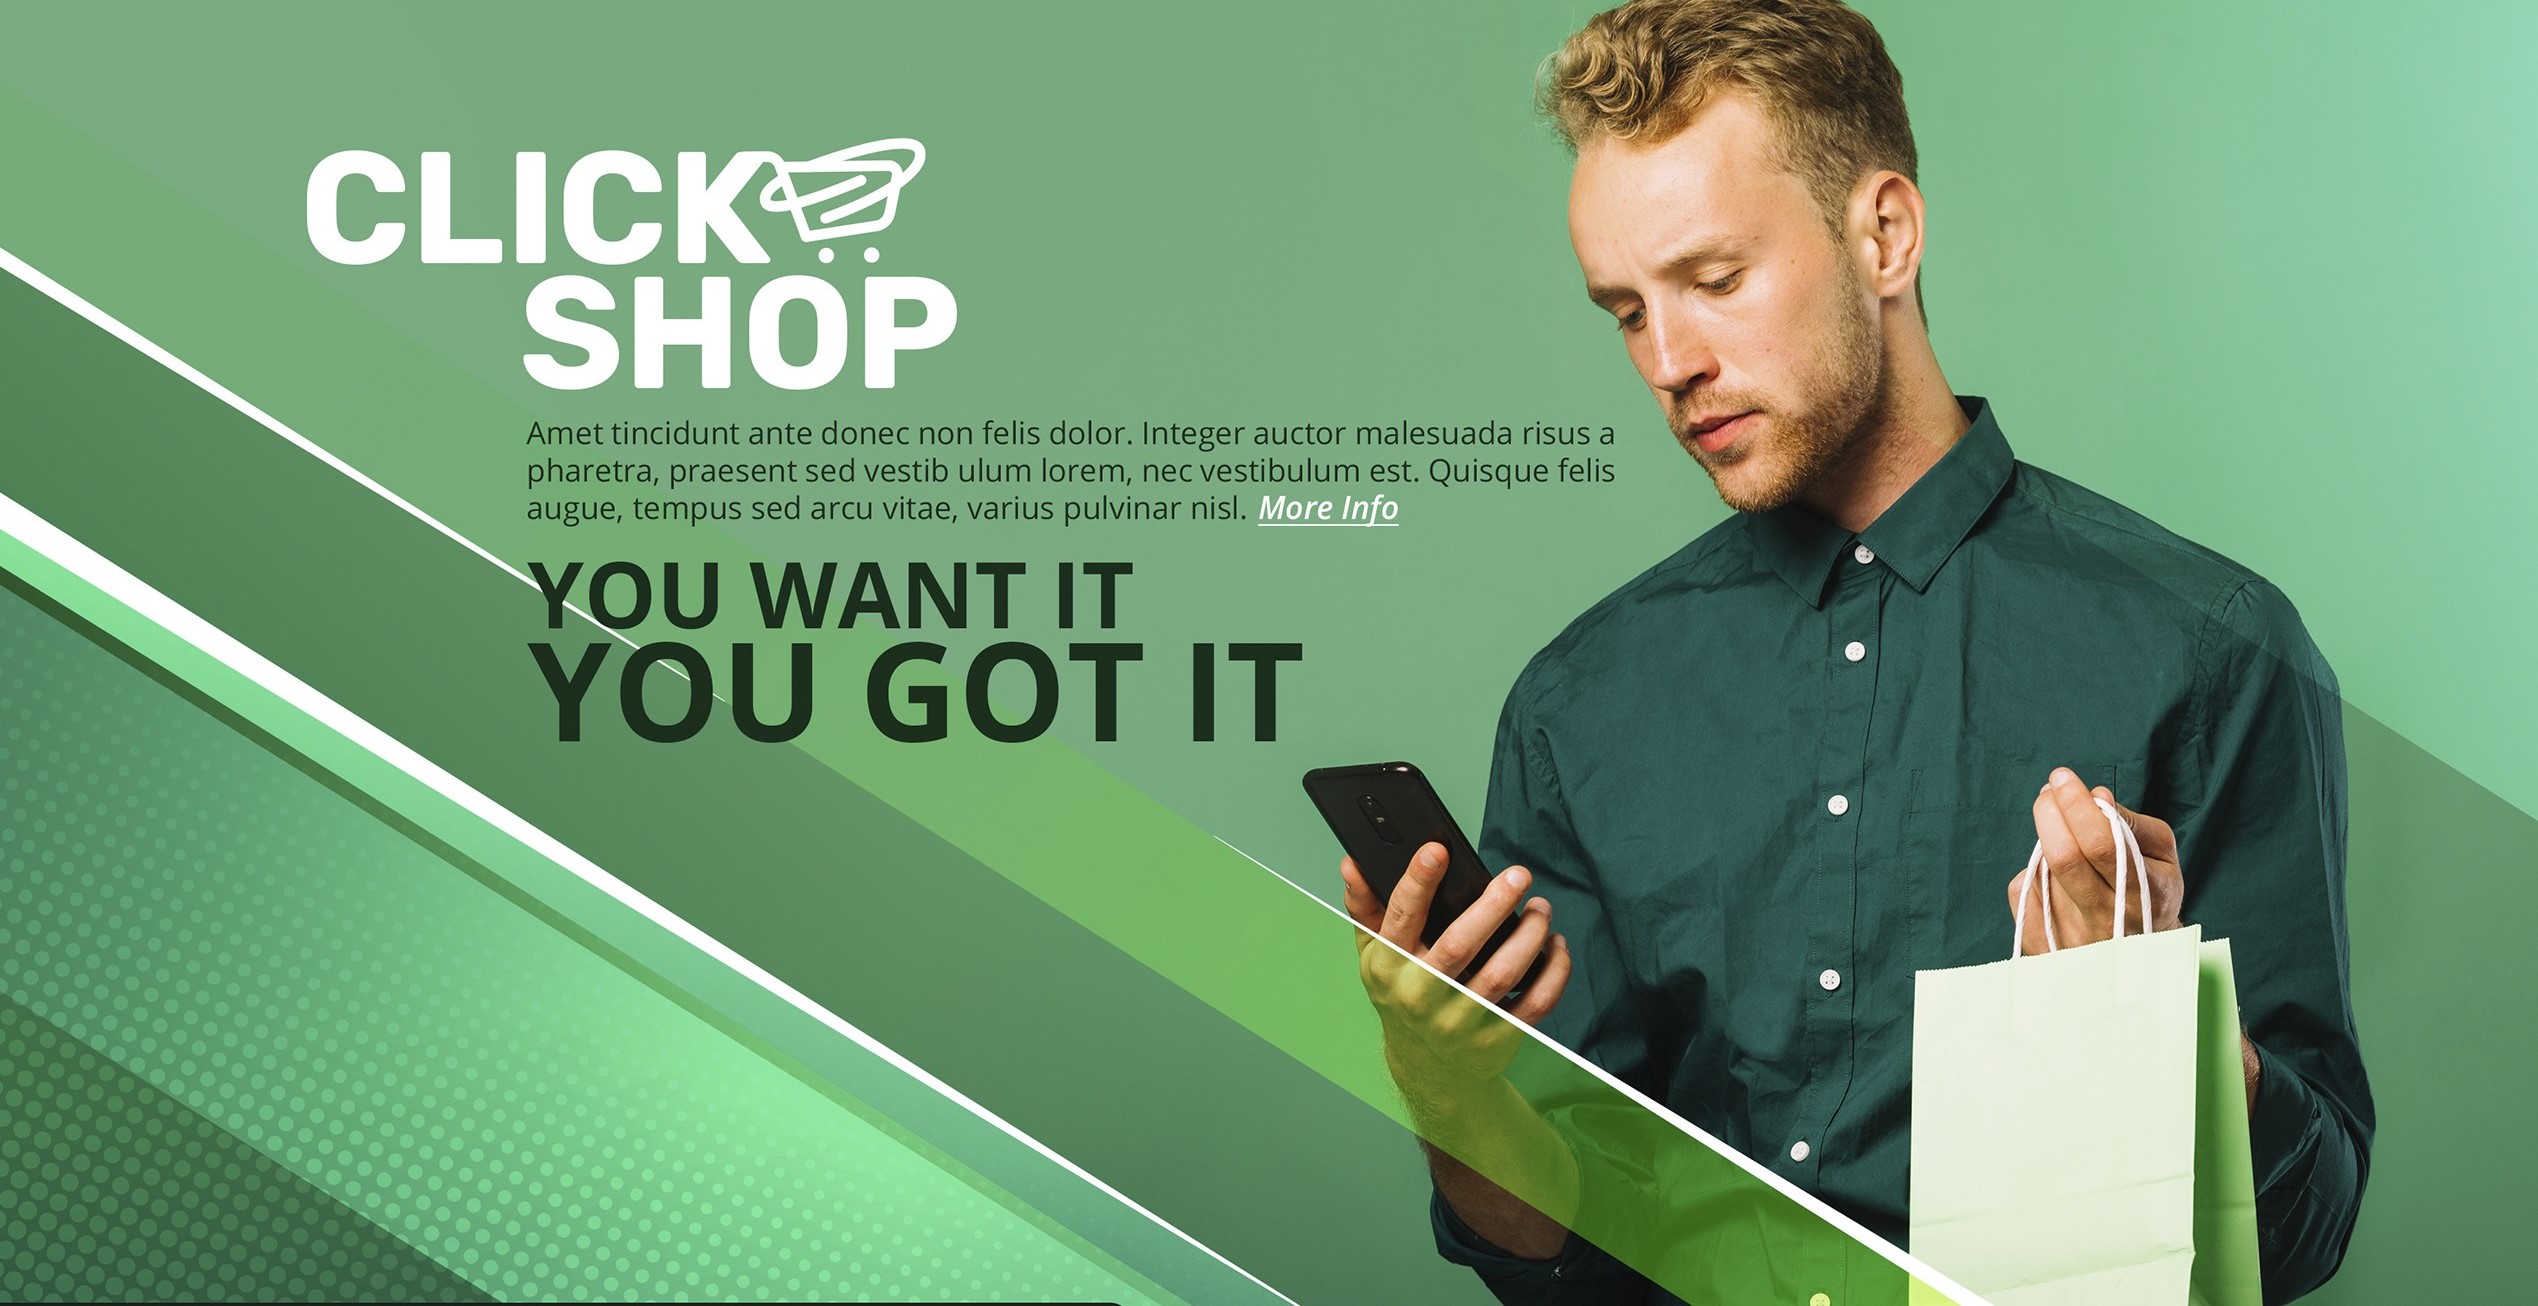 CLICK
SHOP
Amet tincidunt ante donec non felis dolor. Integer auctor malesuada risus a
pharetra, praesent sed vestib ulum lorem, nec vestibulum est. Quisque felis
augue, tempus sed arcu vitae, varius pulvinar nisl. More Info
YOU WANT IT
YOU GOT IT